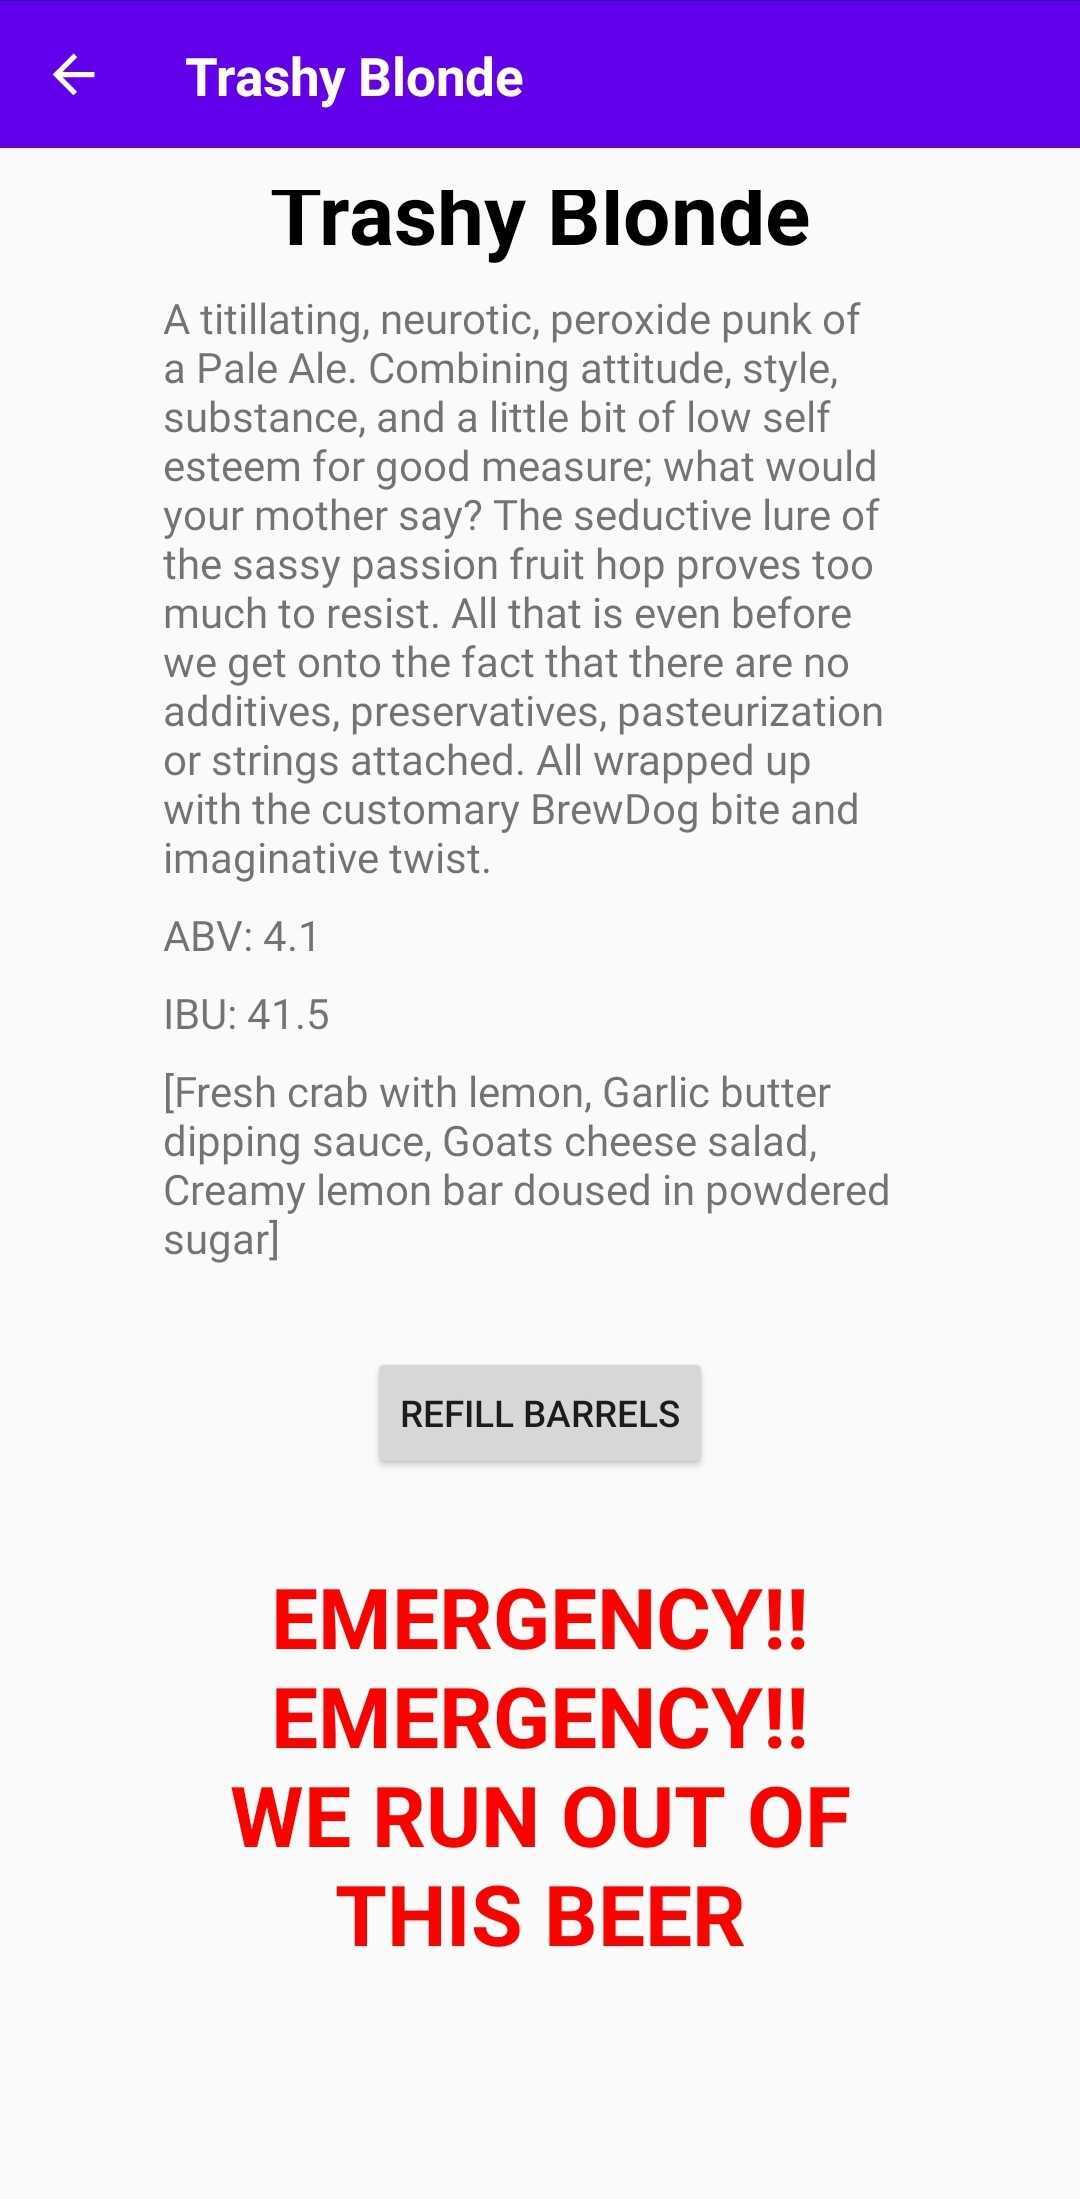 Trashy Blonde
Trashy Blonde
A titillating, neurotic, peroxide punk of
a Pale Ale. Combining attitude, style,
substance, and a little bit of low self
esteem for good measure; what would
your mother say? The seductive lure of
the sassy passion fruit hop proves too
much to resist. All that is even before
we get onto the fact that there are no
additives, preservatives, pasteurization
or strings attached. All wrapped up
with the customary BrewDog bite and
imaginative twist.
ABV: 4.1
IBU: 41.5
[Fresh crab with lemon, Garlic butter
dipping sauce, Goats cheese salad,
Creamy lemon bar doused in powdered
sugar]
REFILL BARRELS
EMERGENCY!!
EMERGENCY!!
WE RUN OUT OF
THIS BEER